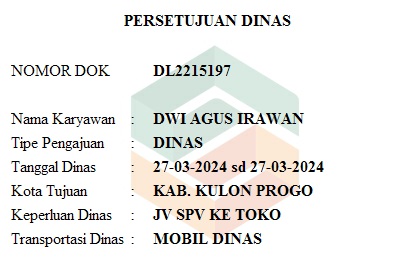 PERSETUJUAN DINAS
NOMOR DOK DL2215197
Nama Karyawan : DWI AGUS IRAWAN
Tipe Pengajuan : DINAS
Tanggal Dinas : 27-03-2024 sd 27-03-2024
Kota Tujuan : KAB. KULON PROGO
Keperluan Dinas : JV SPV KE TOKO
Transportasi Dinas : MOBIL DINAS